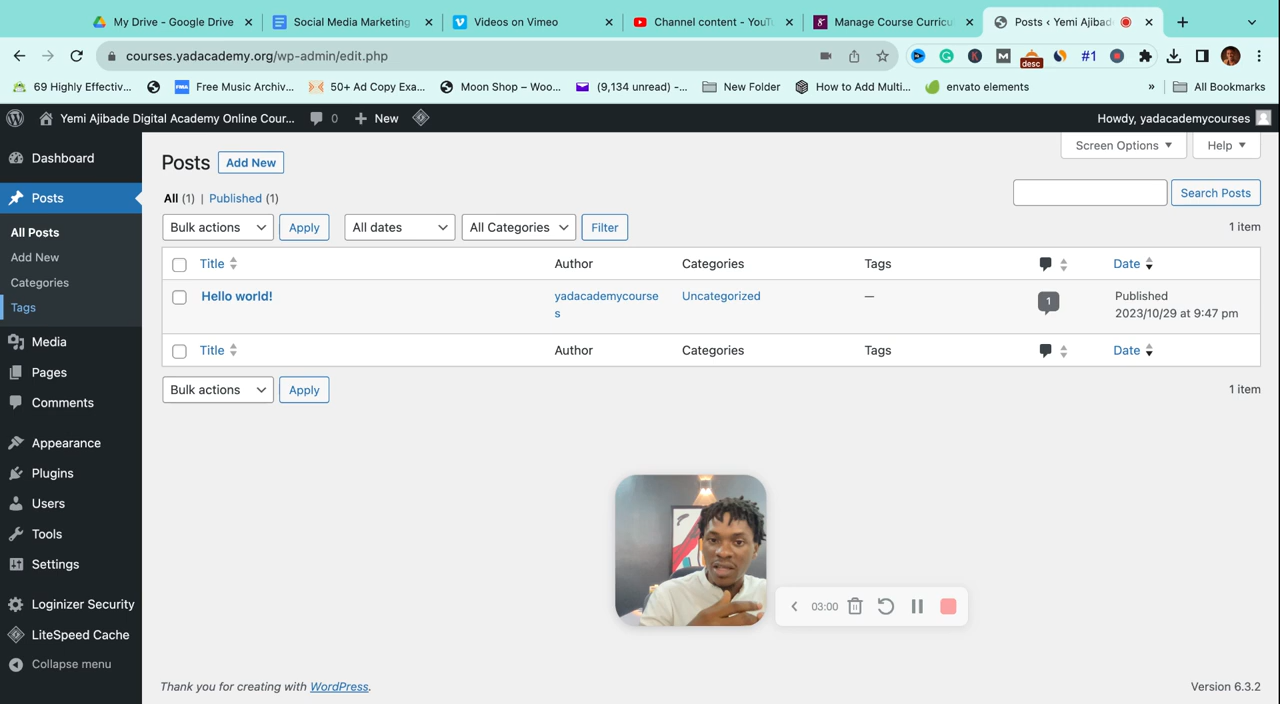 My Drive - Google Drive
Social Media Marketing
Videos on Vimeo
Channel content - YouTu
Manage Course Curricu
Posts ‹ Yemi Ajibad
courses.yadacademy.org/wp-admin/edit.php
desc
#1
69 Highly Effectiv...
Free Music Archiv...
50+ Ad Copy Exa...
Moon Shop – Woo...
(9,134 unread) -...
New Folder
How to Add Multi...
envato elements
»
All Bookmarks
Yemi Ajibade Digital Academy Online Cour...
0
New
Howdy, yadacademycourses
Dashboard
Posts
All Posts
Add New
Categories
Tags
Media
Pages
Comments
Appearance
Plugins
Users
Tools
Settings
Loginizer Security
LiteSpeed Cache
Collapse menu
Screen Options
Help
Posts
Add New
All (1) | Published (1)
Search Posts
Bulk actions
Apply
All dates
All Categories
Filter
1 item
Title
Author
Categories
Tags
Date
Hello world!
yadacademycourse
s
Uncategorized
—
1
Published
2023/10/29 at 9:47 pm
Title
Author
Categories
Tags
Date
Bulk actions
Apply
1 item
03:00
Thank you for creating with WordPress.
Version 6.3.2